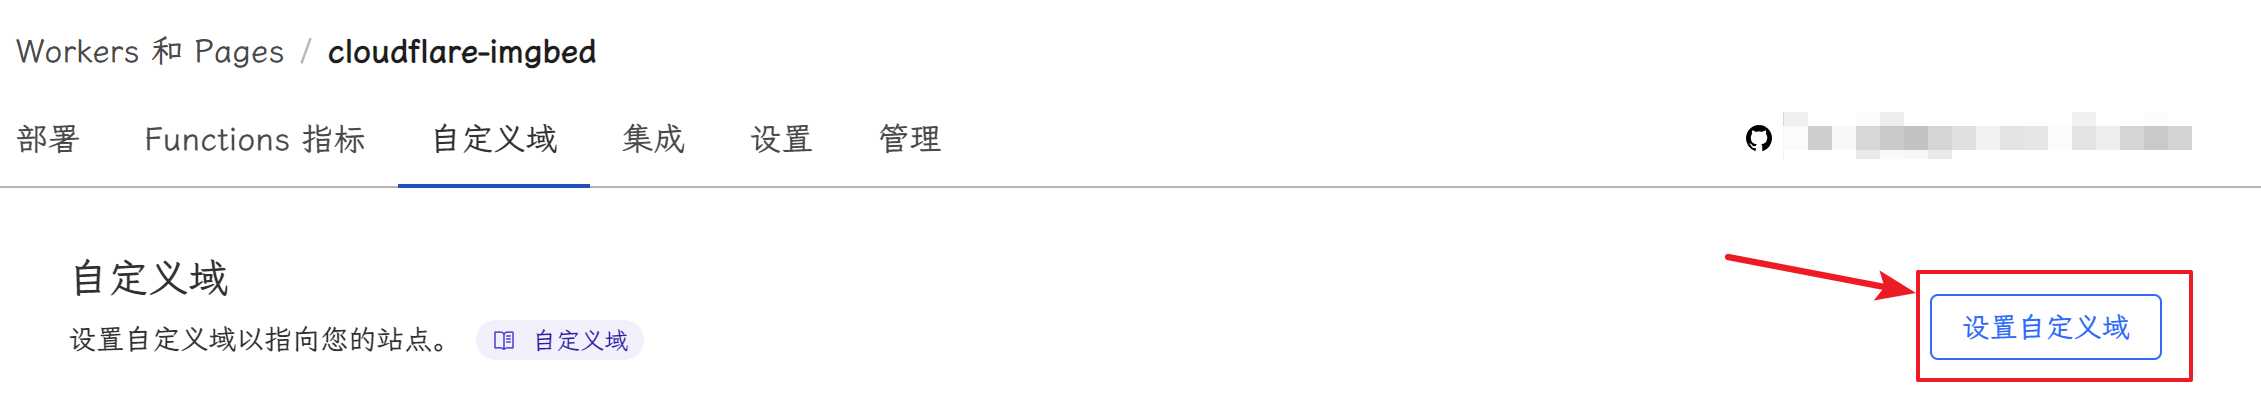 Workers 和 Pages / cloudflare-imgbed
部署 Functions 指标 自定义域 集成 设置 管理
自定义域
设置自定义域以指向您的站点。 自定义域
设置自定义域